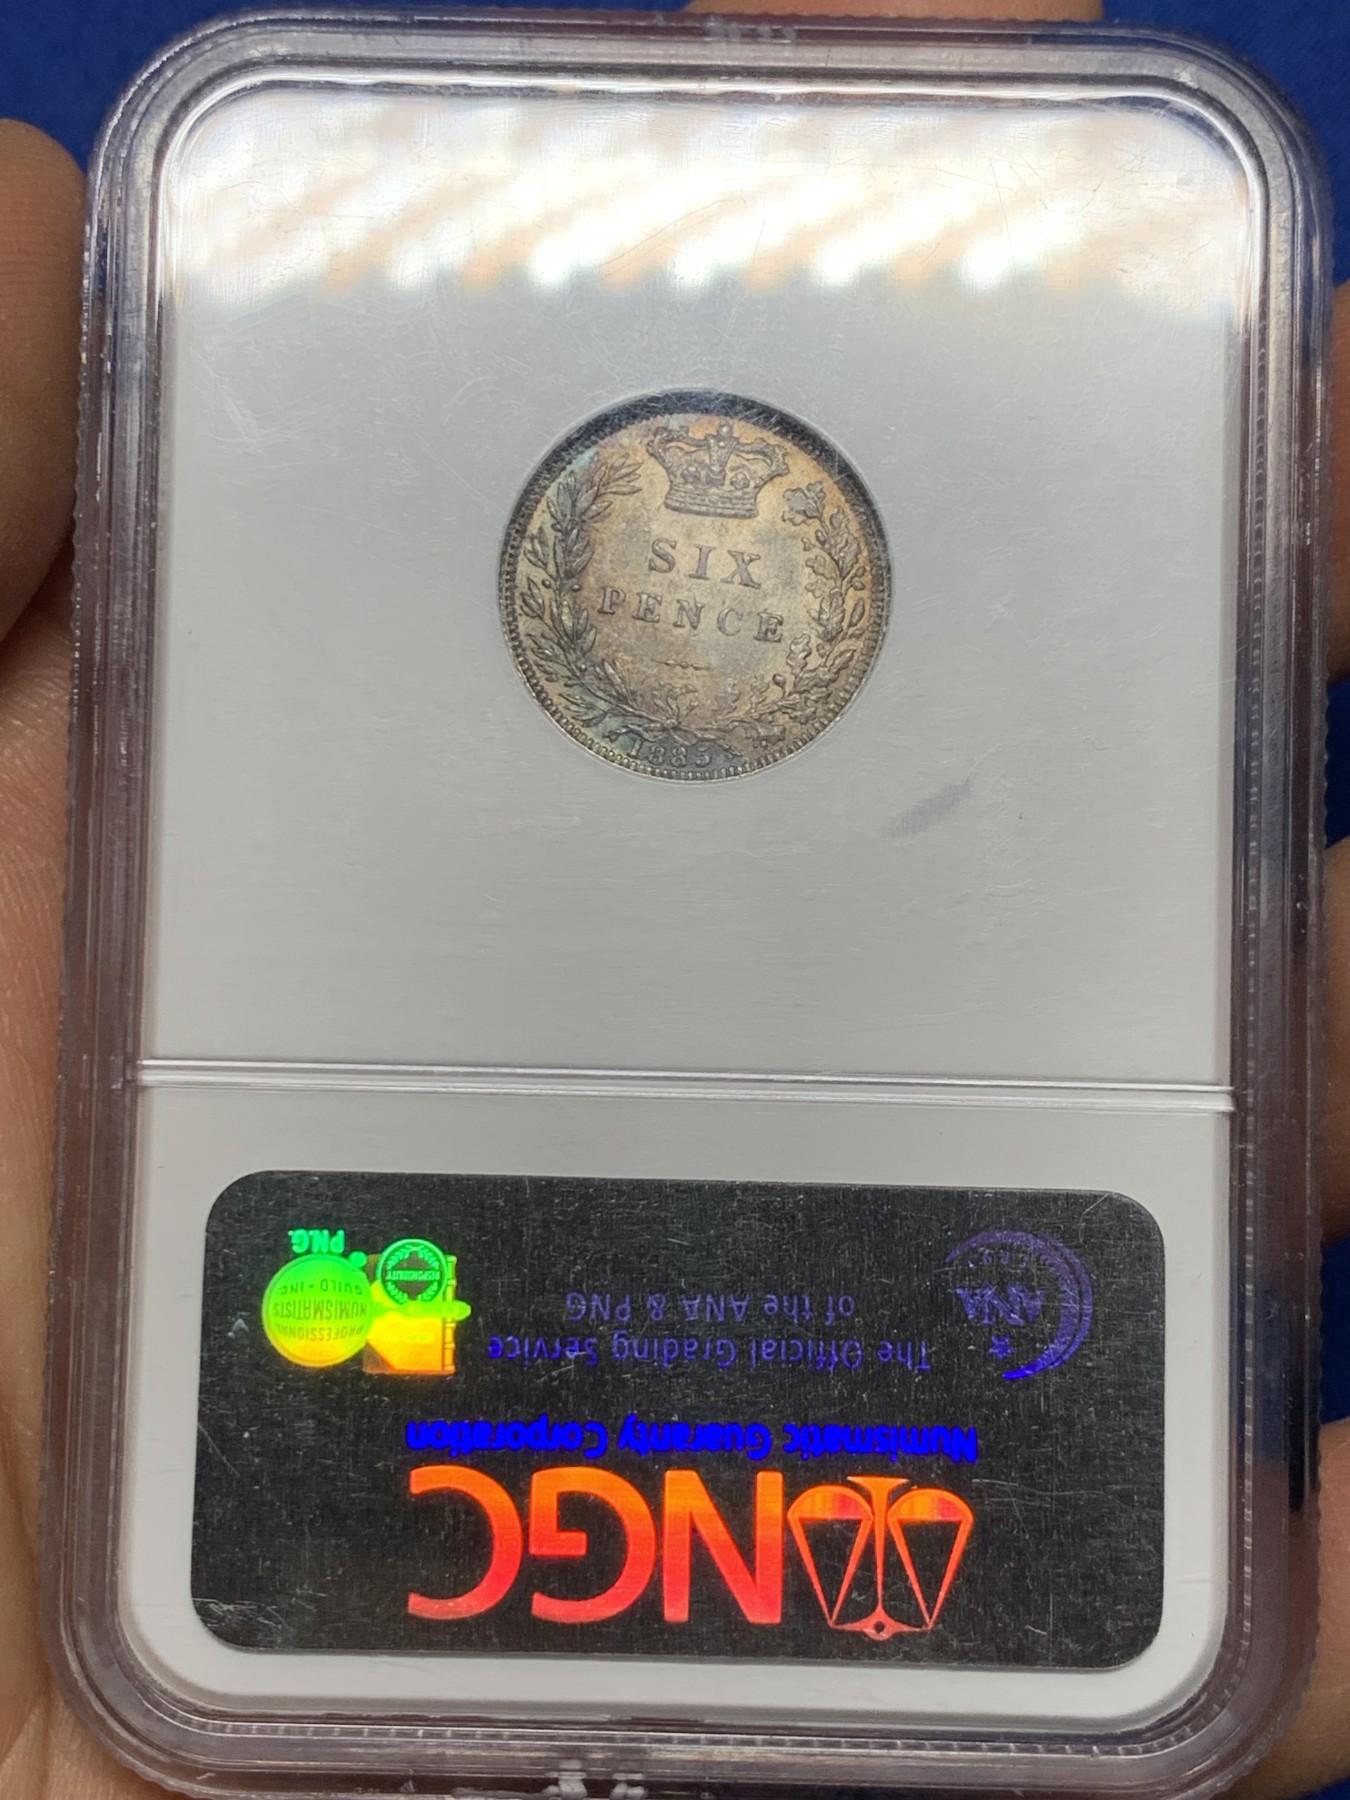 SIX
PENCE
1885
NGC
Numismatic Guaranty Corporation
The Official Grading Service
of the ANA & PNG
ANA
PROFESSIONAL
NUMISMATISTS
GUILD - INC.
P.N.G.
RESPONSIBILITY